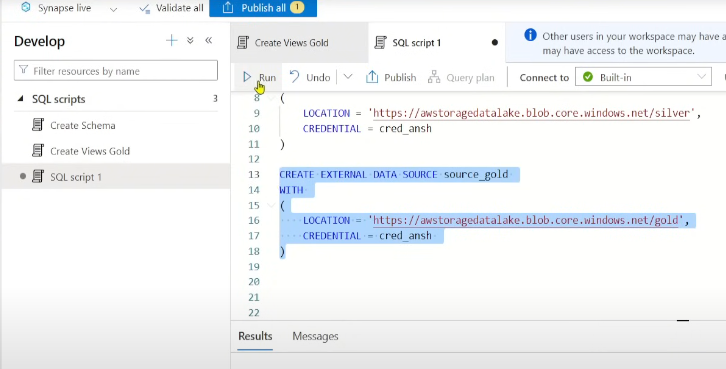 Synapse live
Validate all
Publish all 1
Develop
Filter resources by name
SQL scripts 3
Create Schema
Create Views Gold
SQL script 1
Create Views Gold
SQL script 1
Other users in your workspace may have a
may have access to the workspace.
Run
Undo
Publish
Query plan
Connect to
Built-in
8 (
9 LOCATION = 'https://awstoragedatalake.blob.core.windows.net/silver',
10 CREDENTIAL = cred_ansh
11 )
12
13 CREATE EXTERNAL DATA SOURCE source_gold
14 WITH
15 (
16 LOCATION = 'https://awstoragedatalake.blob.core.windows.net/gold',
17 CREDENTIAL = cred_ansh
18 )
19
20
21
22
Results
Messages